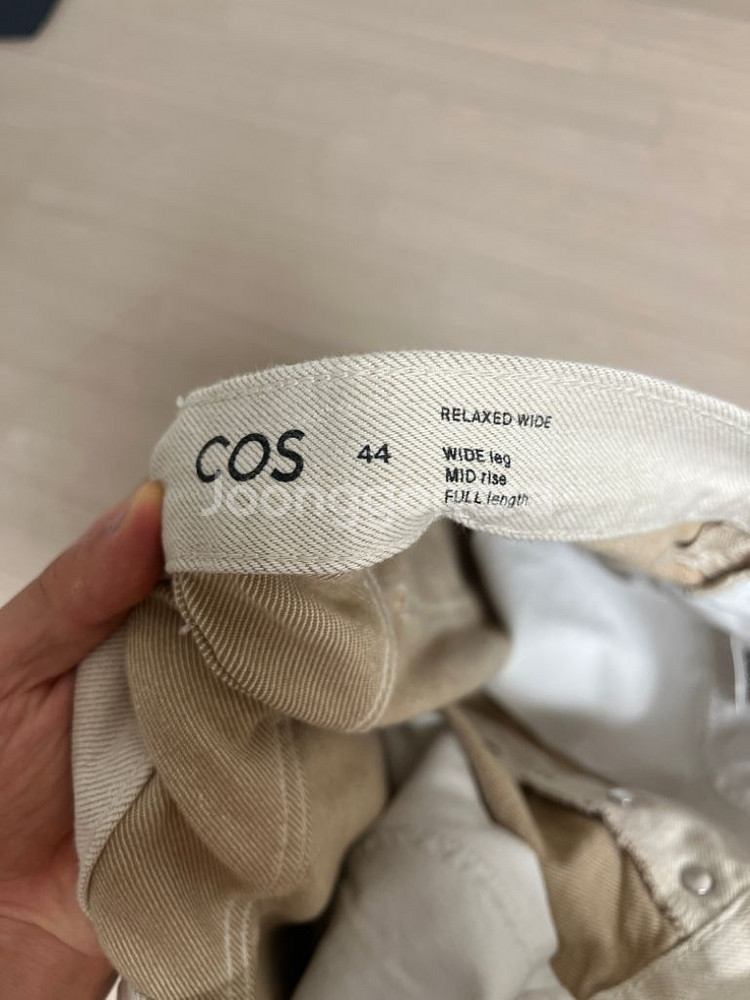 COS
44
RELAXED WIDE
WIDE leg
MID rise
FULL length